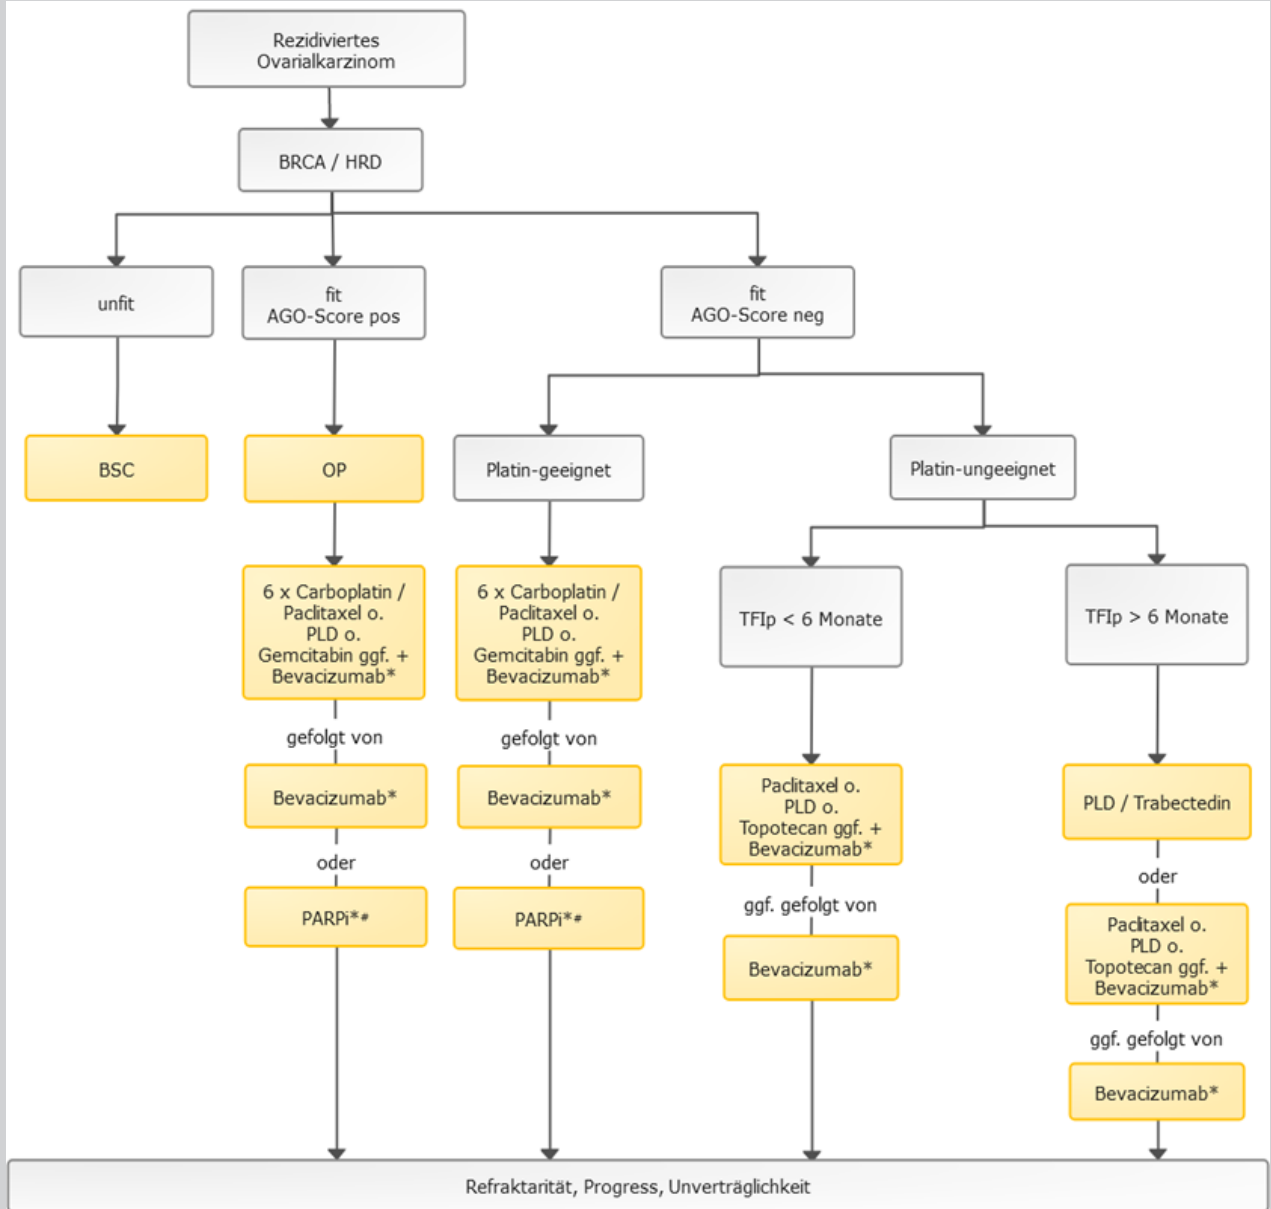 Rezidiviertes
Ovarialkarzinom
BRCA / HRD
unfit
fit
AGO-Score pos
fit
AGO-Score neg
BSC
OP
Platin-geeignet
Platin-ungeeignet
6 x Carboplatin /
Paclitaxel o.
PLD o.
Gemcitabin ggf. +
Bevacizumab*
6 x Carboplatin /
Paclitaxel o.
PLD o.
Gemcitabin ggf. +
Bevacizumab*
TFIp < 6 Monate
TFIp > 6 Monate
gefolgt von
gefolgt von
Bevacizumab*
Bevacizumab*
Paclitaxel o.
PLD o.
Topotecan ggf. +
Bevacizumab*
PLD / Trabectedin
oder
oder
oder
PARPi*#
PARPi*#
ggf. gefolgt von
Paclitaxel o.
PLD o.
Topotecan ggf. +
Bevacizumab*
Bevacizumab*
ggf. gefolgt von
Bevacizumab*
Refraktarität, Progress, Unverträglichkeit